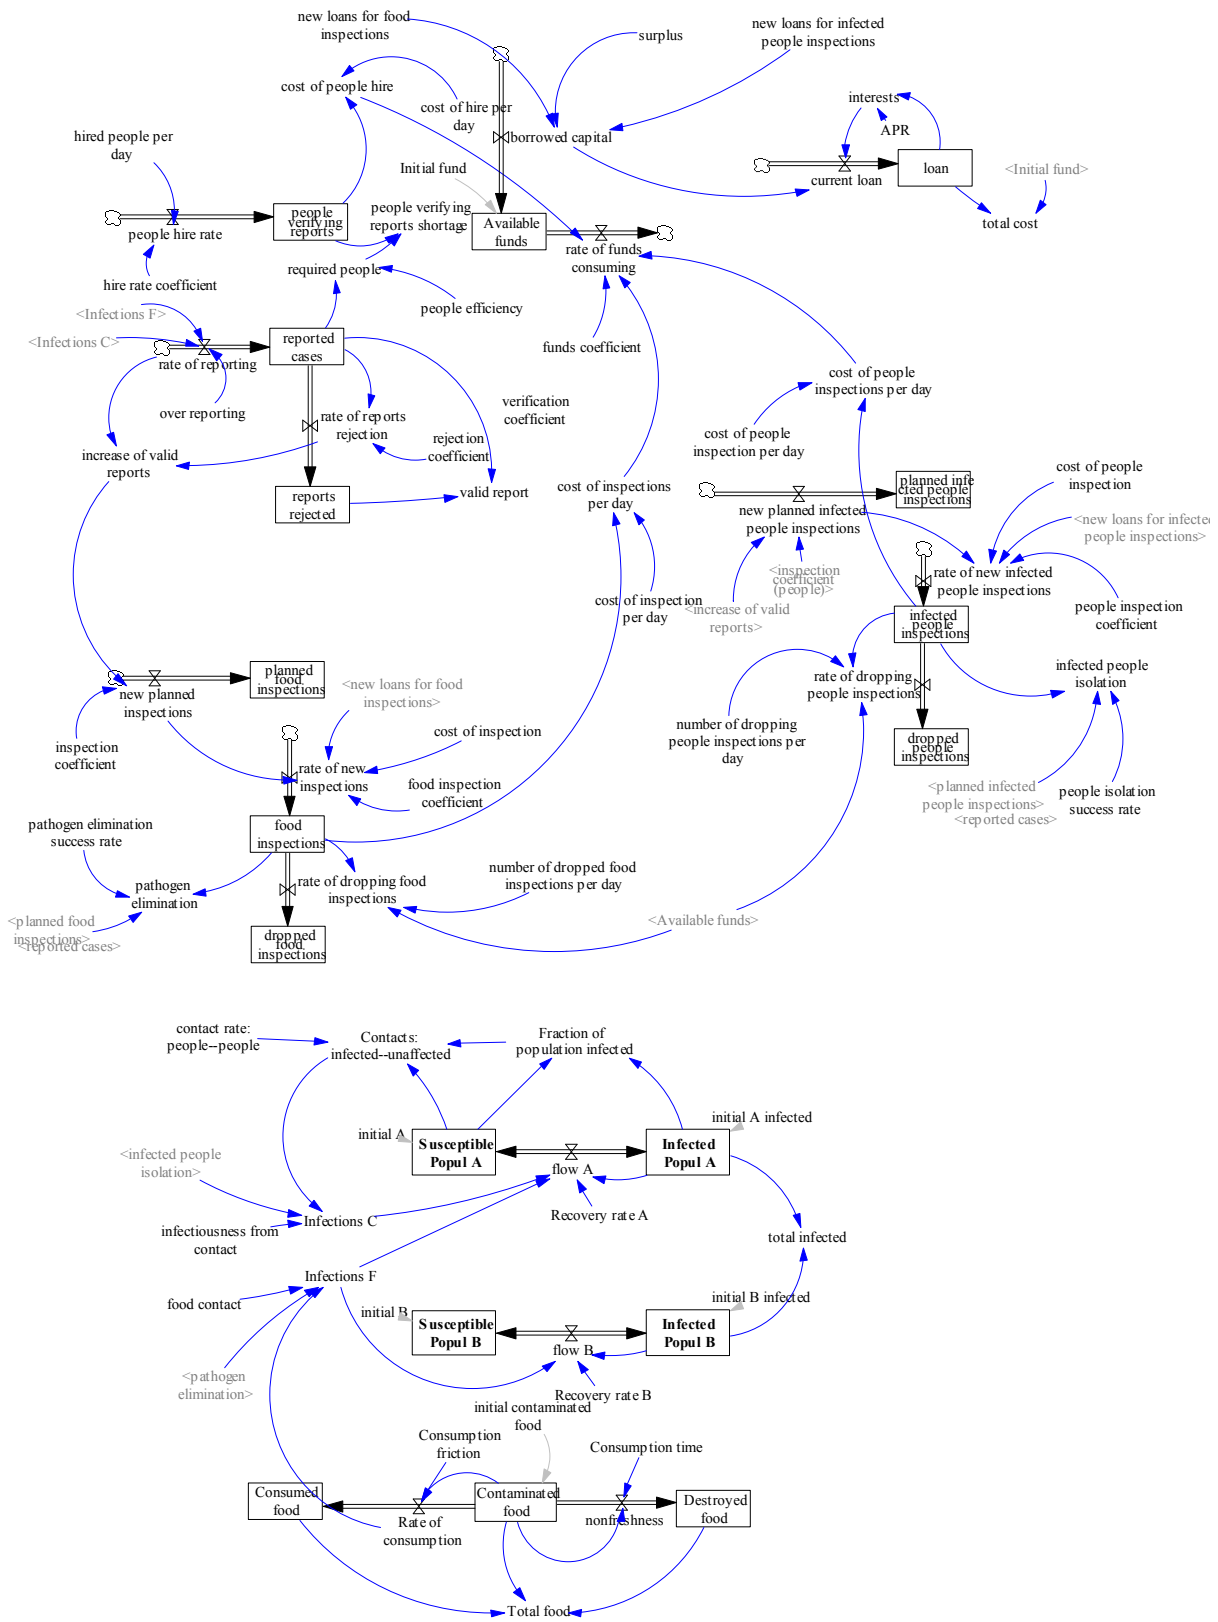 new loans for food
inspections
surplus
new loans for infected
people inspections
cost of people hire
cost of hire per
day
borrowed capital
interests
APR
hired people per
day
Initial fund
current loan
loan
<Initial fund>
people
verifying
reports
people verifying
reports shortage
Available
funds
total cost
people hire rate
rate of funds
consuming
hire rate coefficient
required people
people efficiency
<Infections F>
<Infections C>
reported
cases
funds coefficient
rate of reporting
cost of people
inspections per day
over reporting
verification
coefficient
rate of reports
rejection
rejection
coefficient
cost of people
inspection per day
increase of valid
reports
cost of people
inspection
reports
rejected
valid report
cost of inspections
per day
planned infe
cted people
inspections
new planned infected
people inspections
<new loans for infected
people inspections>
<inspection
coefficient
(people)>
rate of new infected
people inspections
cost of inspection
per day
<increase of valid
reports>
infected
people
inspections
people inspection
coefficient
planned
food
inspections
new planned
inspections
<new loans for food
inspections>
rate of dropping
people inspections
infected people
isolation
cost of inspection
number of dropping
people inspections per
day
dropped
people
inspections
inspection
coefficient
rate of new
inspections
food inspection
coefficient
<planned infected
people inspections>
<reported cases>
people isolation
success rate
pathogen elimination
success rate
food
inspections
number of dropped food
inspections per day
pathogen
elimination
rate of dropping food
inspections
<Available funds>
<planned food
inspections>
<reported cases>
dropped
food
inspections
contact rate:
people--people
Contacts:
infected--unaffected
Fraction of
population infected
initial A
Susceptible
Popul A
flow A
Infected
Popul A
initial A infected
<infected people
isolation>
Infections C
Recovery rate A
infectiousness from
contact
total infected
Infections F
food contact
initial B
Susceptible
Popul B
flow B
Infected
Popul B
initial B infected
<pathogen
elimination>
Recovery rate B
initial contaminated
food
Consumption
friction
Consumption time
Consumed
food
Rate of
consumption
Contaminated
food
nonfreshness
Destroyed
food
Total food